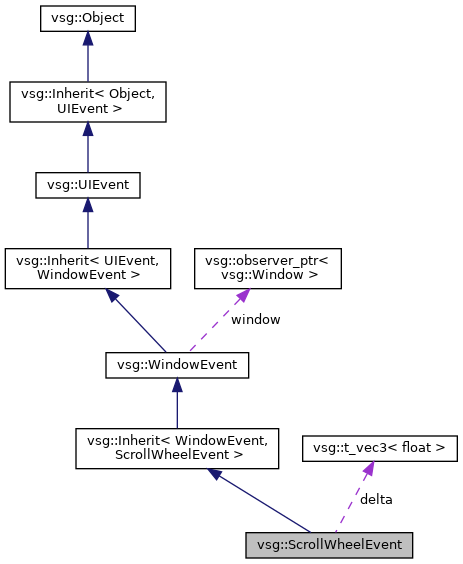 vsg::Object
vsg::Inherit< Object,
UIEvent >
vsg::UIEvent
vsg::Inherit< UIEvent,
WindowEvent >
vsg::observer_ptr<
vsg::Window >
window
vsg::WindowEvent
vsg::Inherit< WindowEvent,
ScrollWheelEvent >
vsg::t_vec3< float >
delta
vsg::ScrollWheelEvent